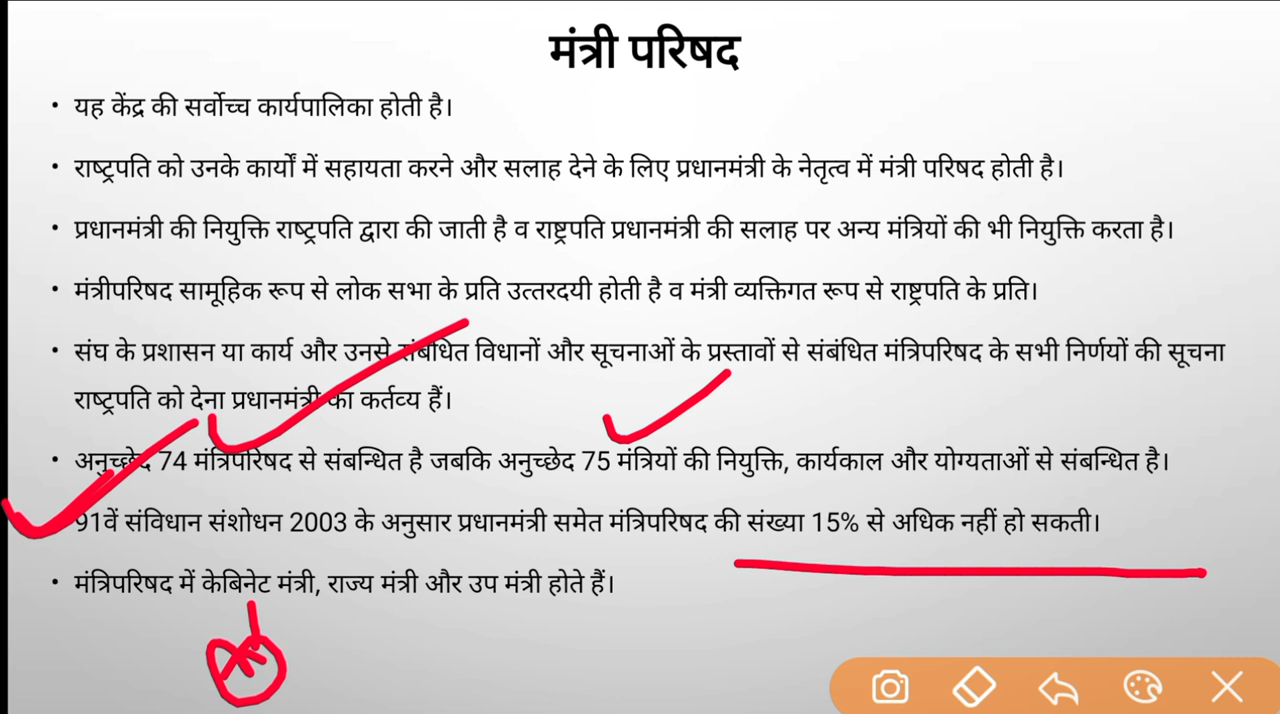 मंत्री परिषद
• यह केंद्र की सर्वोच्च कार्यपालिका होती है।
• राष्ट्रपति को उनके कार्यों में सहायता करने और सलाह देने के लिए प्रधानमंत्री के नेतृत्व में मंत्री परिषद होती है।
• प्रधानमंत्री की नियुक्ति राष्ट्रपति द्वारा की जाती है व राष्ट्रपति प्रधानमंत्री की सलाह पर अन्य मंत्रियों की भी नियुक्ति करता है।
• मंत्रीपरिषद सामूहिक रूप से लोक सभा के प्रति उत्तरदयी होती है व मंत्री व्यक्तिगत रूप से राष्ट्रपति के प्रति।
• संघ के प्रशासन या कार्य और उनसे संबंधित विधानों और सूचनाओं के प्रस्तावों से संबंधित मंत्रिपरिषद के सभी निर्णयों की सूचना
राष्ट्रपति को देना प्रधानमंत्री का कर्तव्य हैं।
• अनुच्छेद 74 मंत्रिपरिषद से संबन्धित है जबकि अनुच्छेद 75 मंत्रियों की नियुक्ति, कार्यकाल और योग्यताओं से संबन्धित है।
91वें संविधान संशोधन 2003 के अनुसार प्रधानमंत्री समेत मंत्रिपरिषद की संख्या 15% से अधिक नहीं हो सकती।
• मंत्रिपरिषद में केबिनेट मंत्री, राज्य मंत्री और उप मंत्री होते हैं।